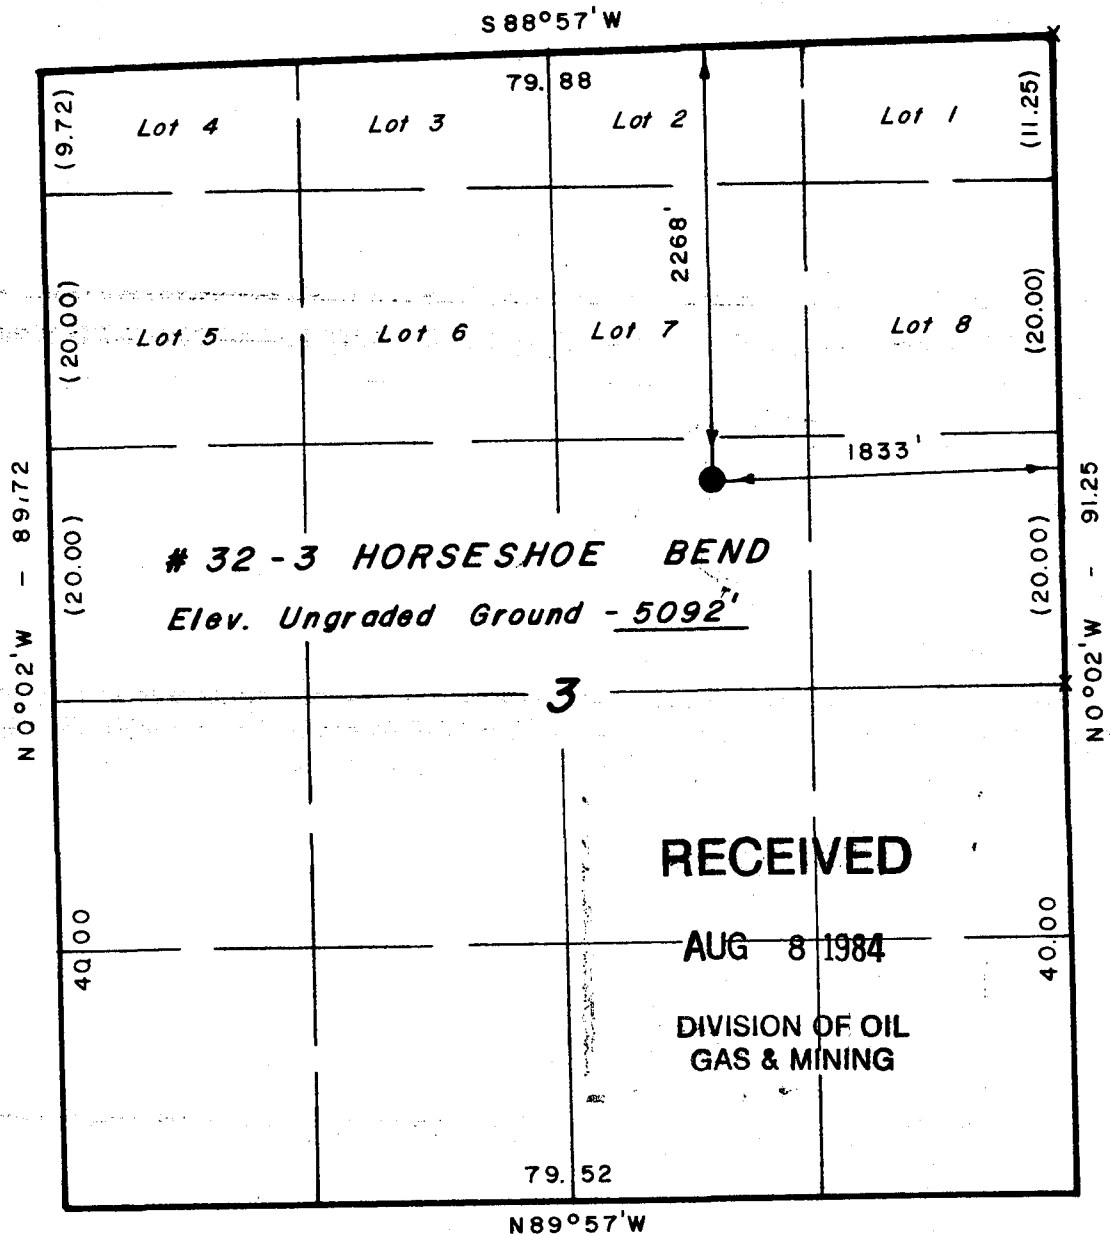 S 88°57'W
79.88
(9.72)
Lot 4
Lot 3
Lot 2
Lot 1
(11.25)
2268'
(20.00)
Lot 5
Lot 6
Lot 7
Lot 8
(20.00)
1833'
N 0°02'W - 89.72
91.25
(20.00)
(20.00)
# 32-3 HORSESHOE BEND
Elev. Ungraded Ground - 5092'
3
N 0°02'W -
RECEIVED
AUG 8 1984
40.00
40.00
DIVISION OF OIL
GAS & MINING
79.52
N 89°57'W